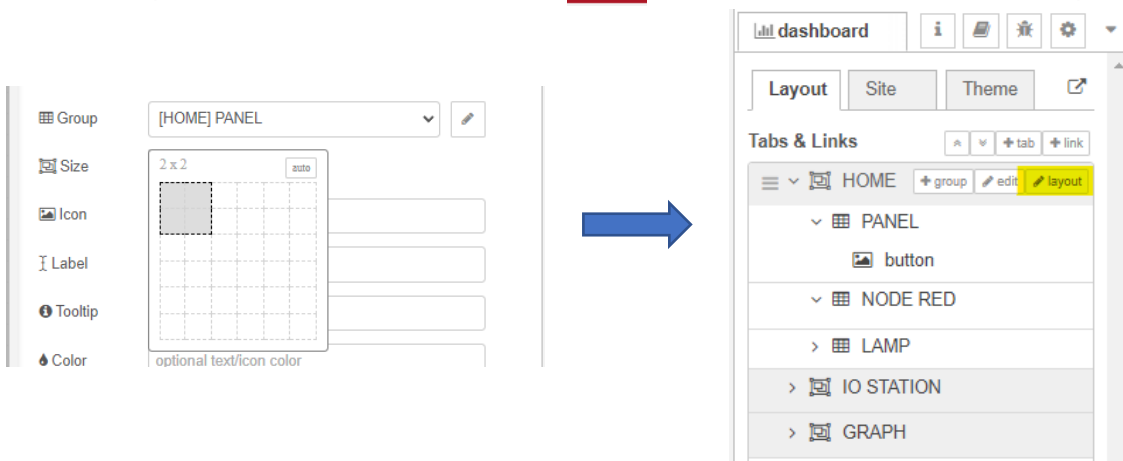 Group
[HOME] PANEL
Size
2 x 2
auto
Icon
Label
Tooltip
Color
optional text/icon color
dashboard
i
Layout
Site
Theme
Tabs & Links
tab
link
HOME
group
edit
layout
PANEL
button
NODE RED
LAMP
IO STATION
GRAPH